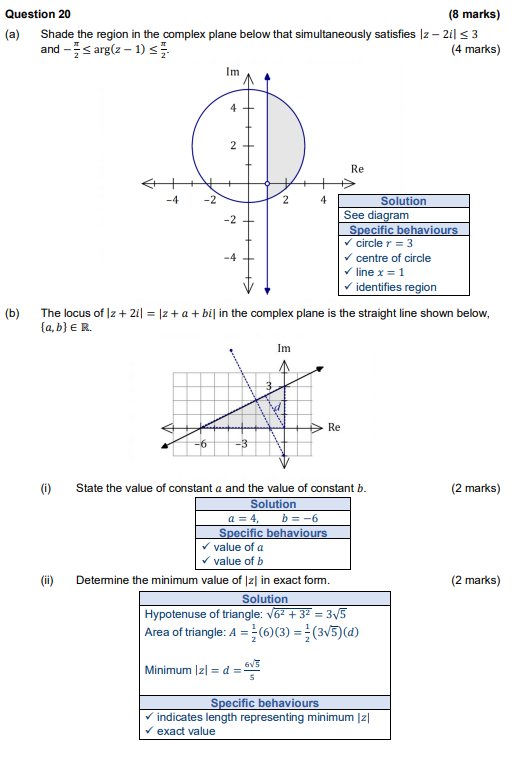 Question 20 (8 marks)
(a) Shade the region in the complex plane below that simultaneously satisfies |z − 2i| ≤ 3
and −π/2 ≤ arg(z − 1) ≤ π/2. (4 marks)
Im
4
2
Re
−4 −2 2 4
−2
−4
Solution
See diagram
Specific behaviours
✓ circle r = 3
✓ centre of circle
✓ line x = 1
✓ identifies region
(b) The locus of |z + 2i| = |z + a + bi| in the complex plane is the straight line shown below,
{a, b} ∈ ℝ.
Im
3
d
Re
−6 −3
(i) State the value of constant a and the value of constant b. (2 marks)
Solution
a = 4, b = −6
Specific behaviours
✓ value of a
✓ value of b
(ii) Determine the minimum value of |z| in exact form. (2 marks)
Solution
Hypotenuse of triangle: √(6² + 3²) = 3√5
Area of triangle: A = 1/2 (6)(3) = 1/2 (3√5)(d)
Minimum |z| = d = 6√5/5
Specific behaviours
✓ indicates length representing minimum |z|
✓ exact value